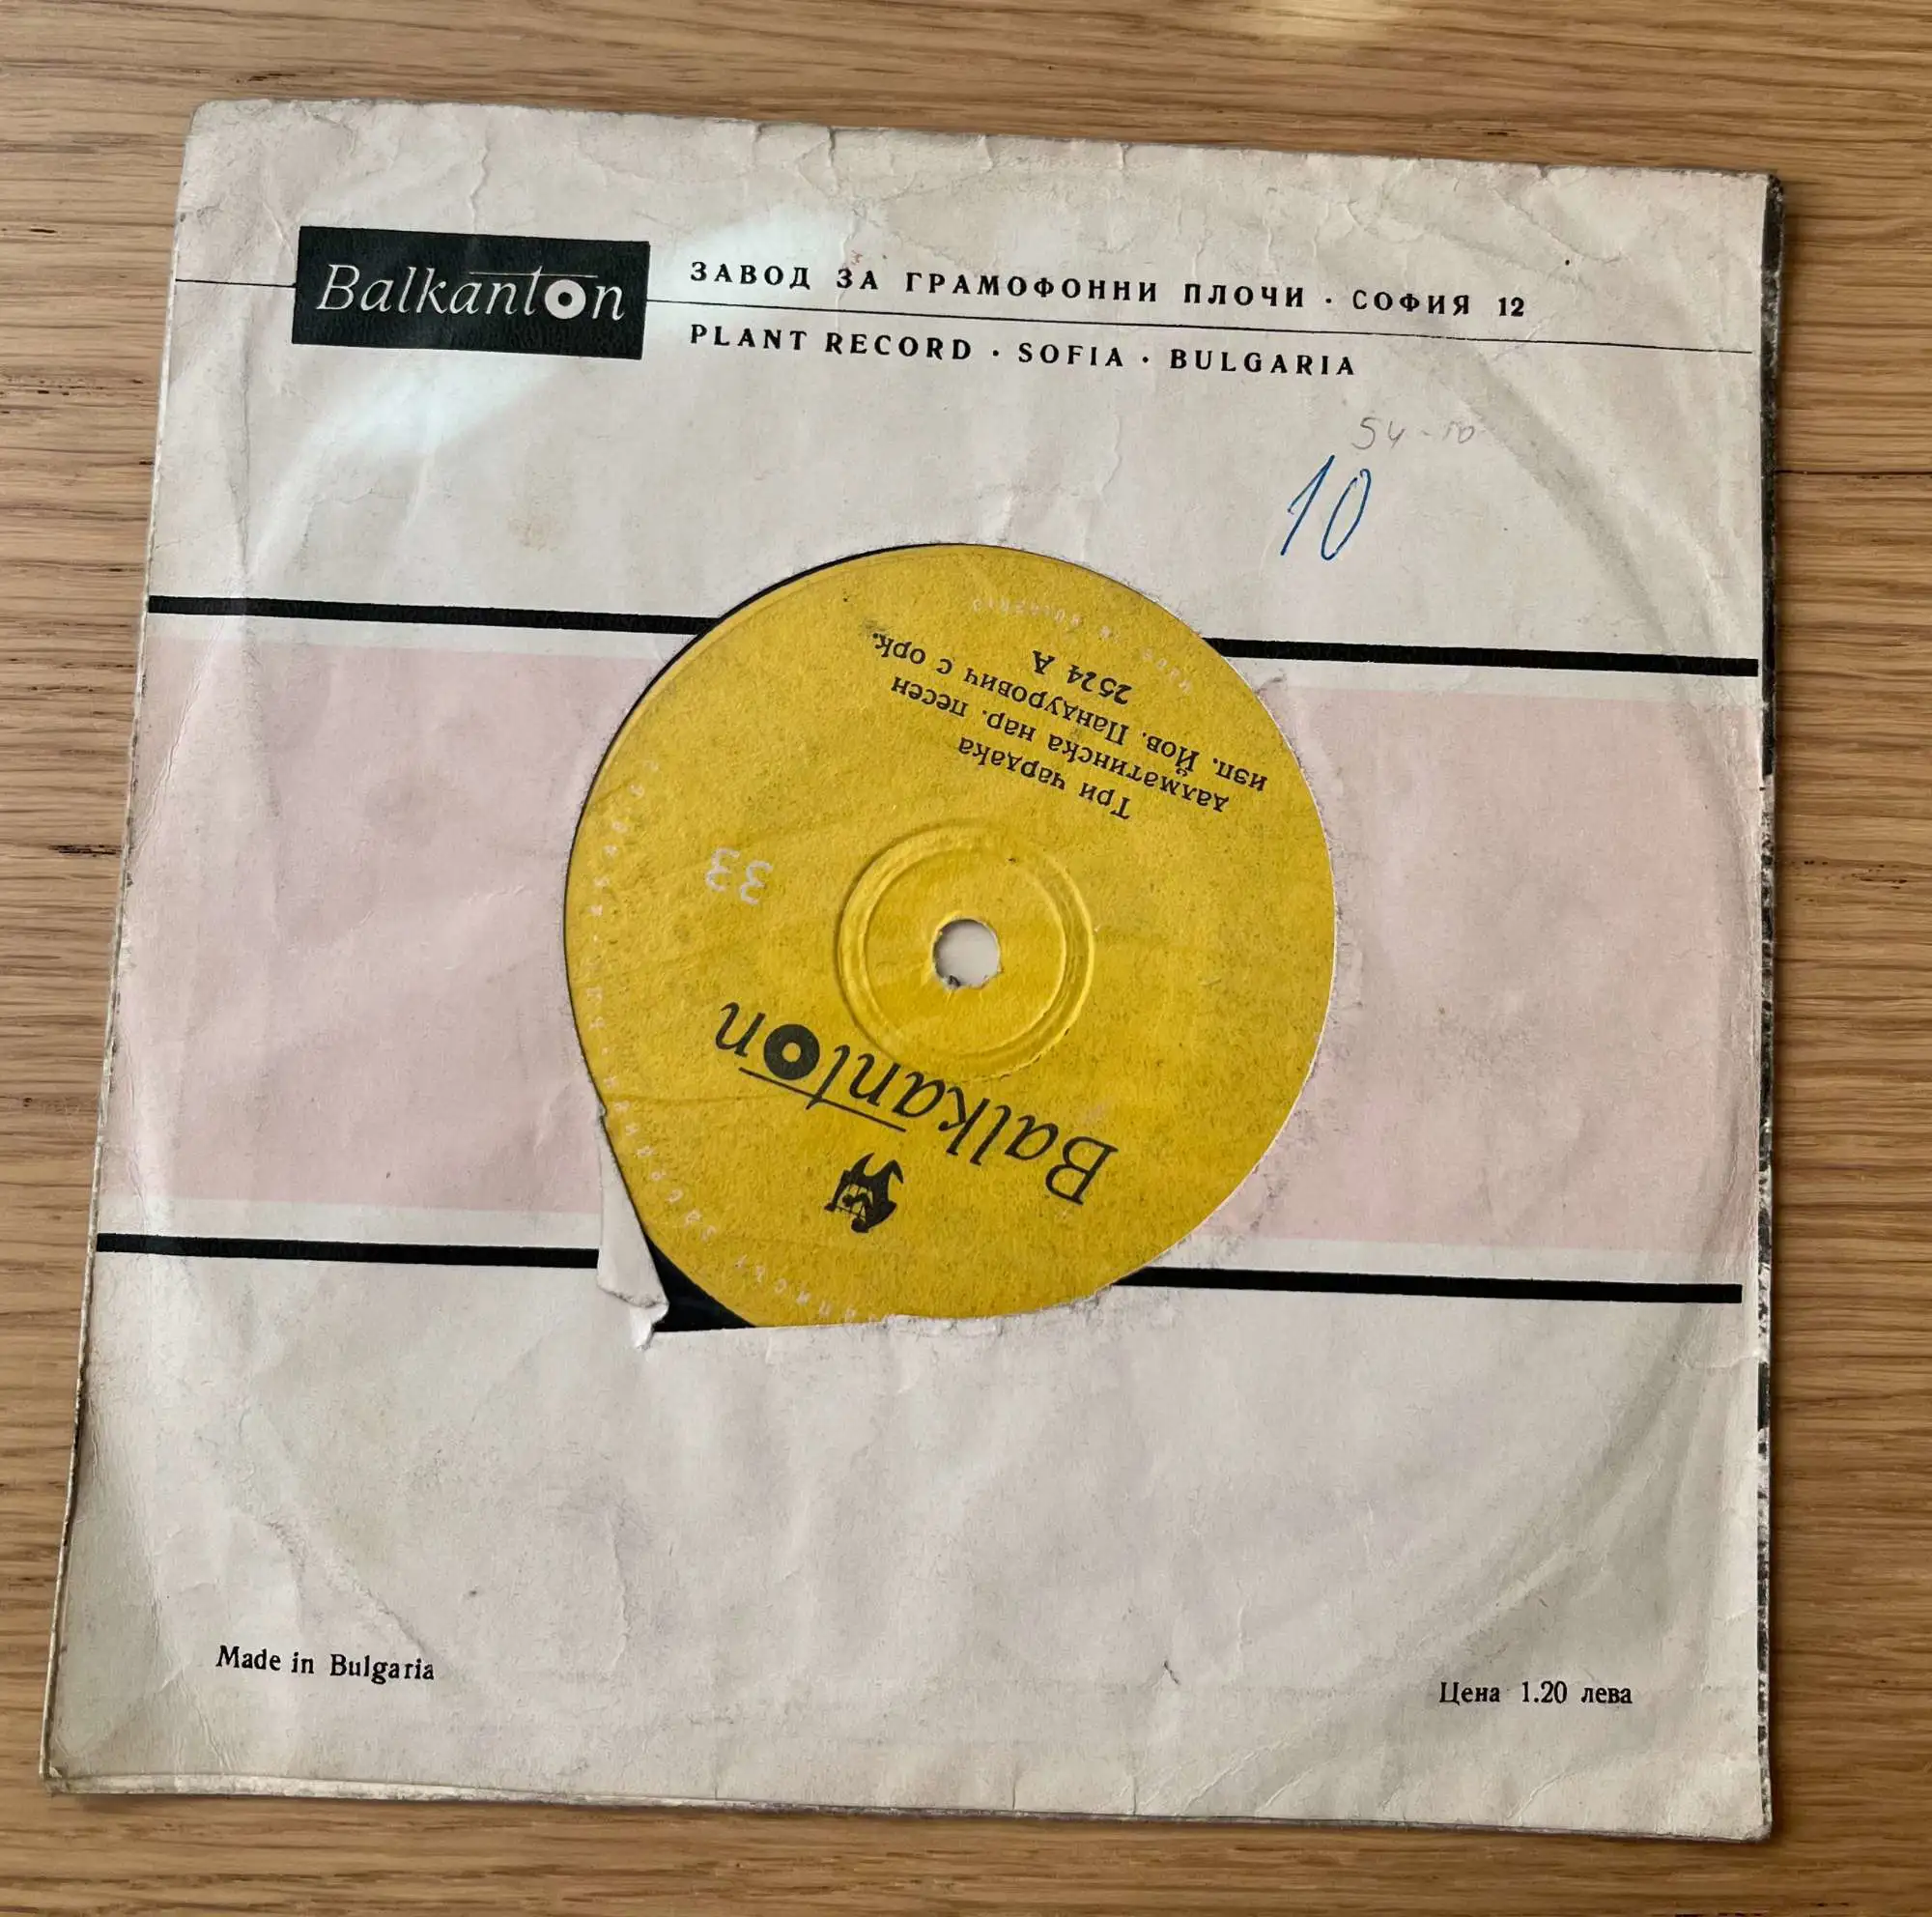 Balkanton
ЗАВОД ЗА ГРАМОФОННИ ПЛОЧИ · СОФИЯ 12
PLANT RECORD · SOFIA · BULGARIA
54-10
10
33
Три чардака
далматинска нар. песен
изп. Йов. Пандурович с орк.
2524 А
Balkanton
Made in Bulgaria
Цена 1.20 лева